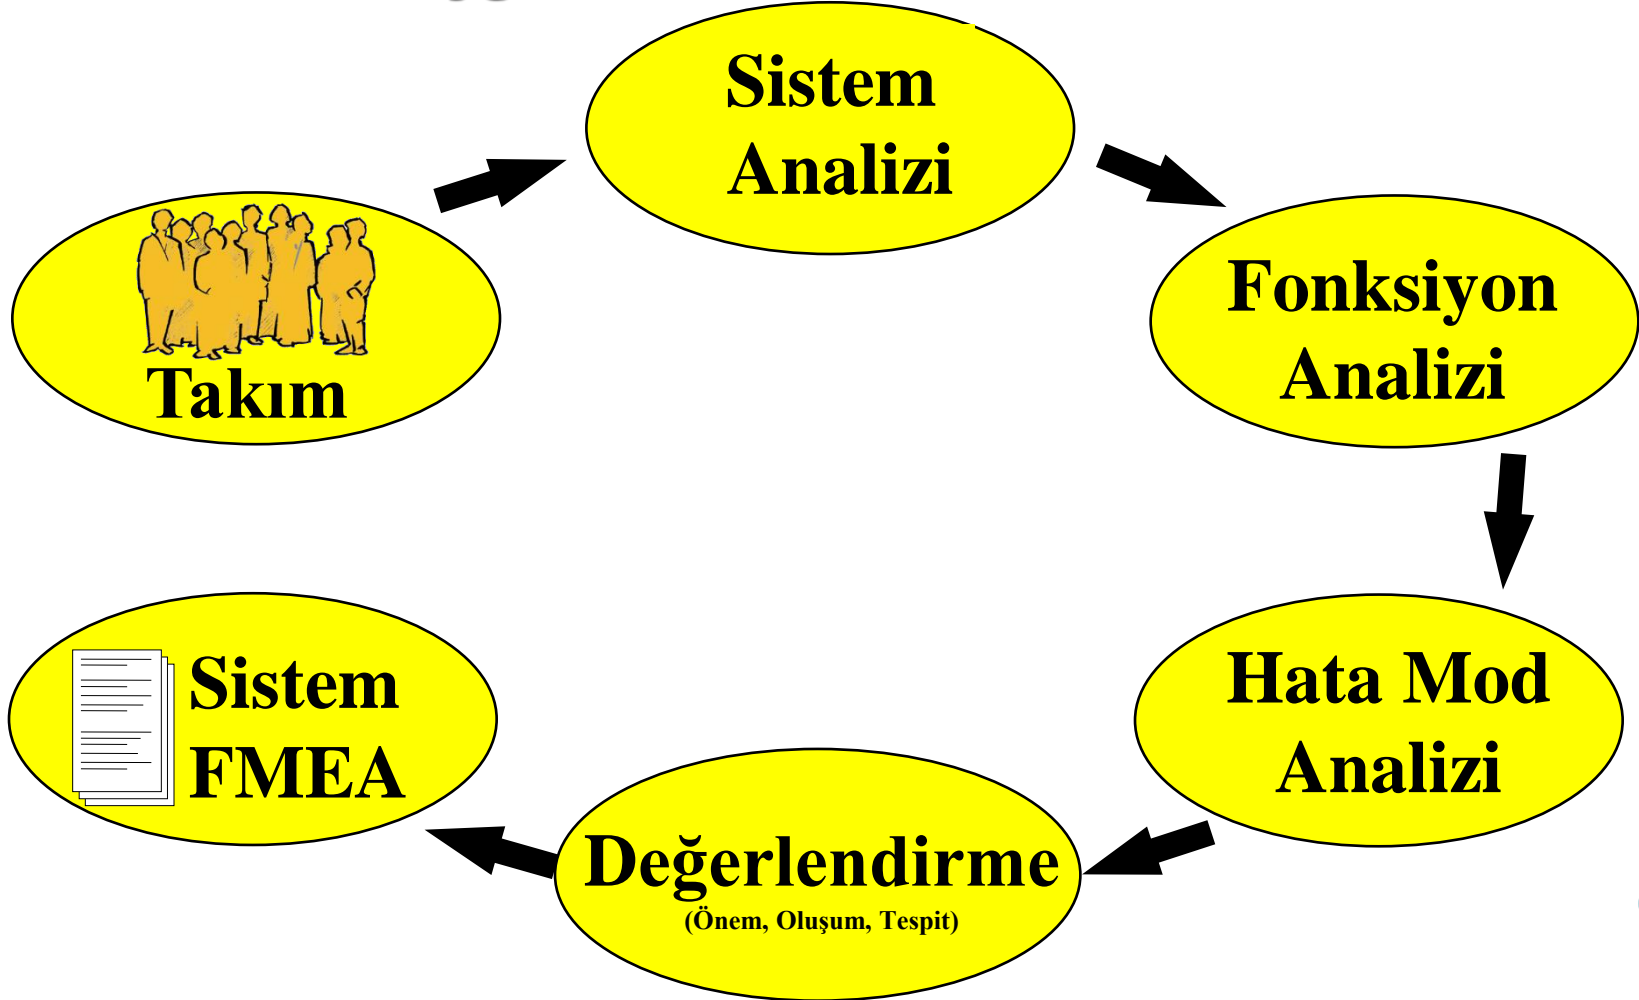 Sistem
Analizi
Takım
Fonksiyon
Analizi
Hata Mod
Analizi
Değerlendirme
(Önem, Oluşum, Tespit)
Sistem
FMEA